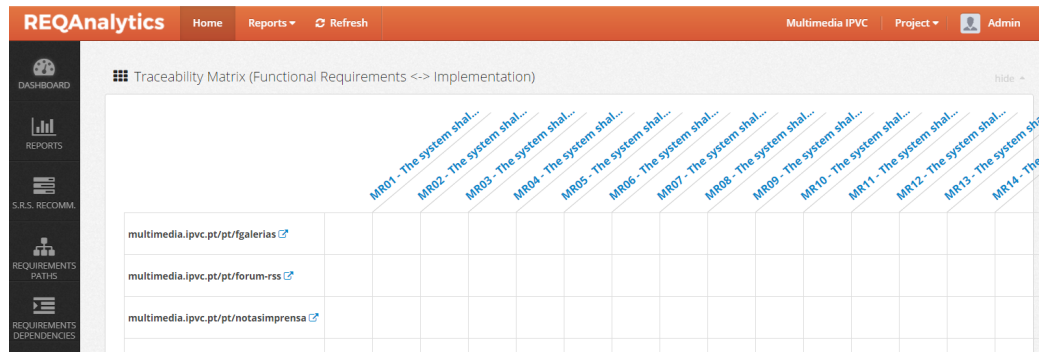 REQAnalytics Home Reports Refresh Multimedia IPVC Project Admin
DASHBOARD
REPORTS
S.R.S. RECOMM.
REQUIREMENTS
PATHS
REQUIREMENTS
DEPENDENCIES
Traceability Matrix (Functional Requirements <-> Implementation) hide
MR01 - The system shal...
MR02 - The system shal...
MR03 - The system shal...
MR04 - The system shal...
MR05 - The system shal...
MR06 - The system shal...
MR07 - The system shal...
MR08 - The system shal...
MR09 - The system shal...
MR10 - The system shal...
MR11 - The system shal...
MR12 - The system shal...
MR13 - The system sha
MR14 - The
multimedia.ipvc.pt/pt/fgalerias
multimedia.ipvc.pt/pt/forum-rss
multimedia.ipvc.pt/pt/notasimprensa